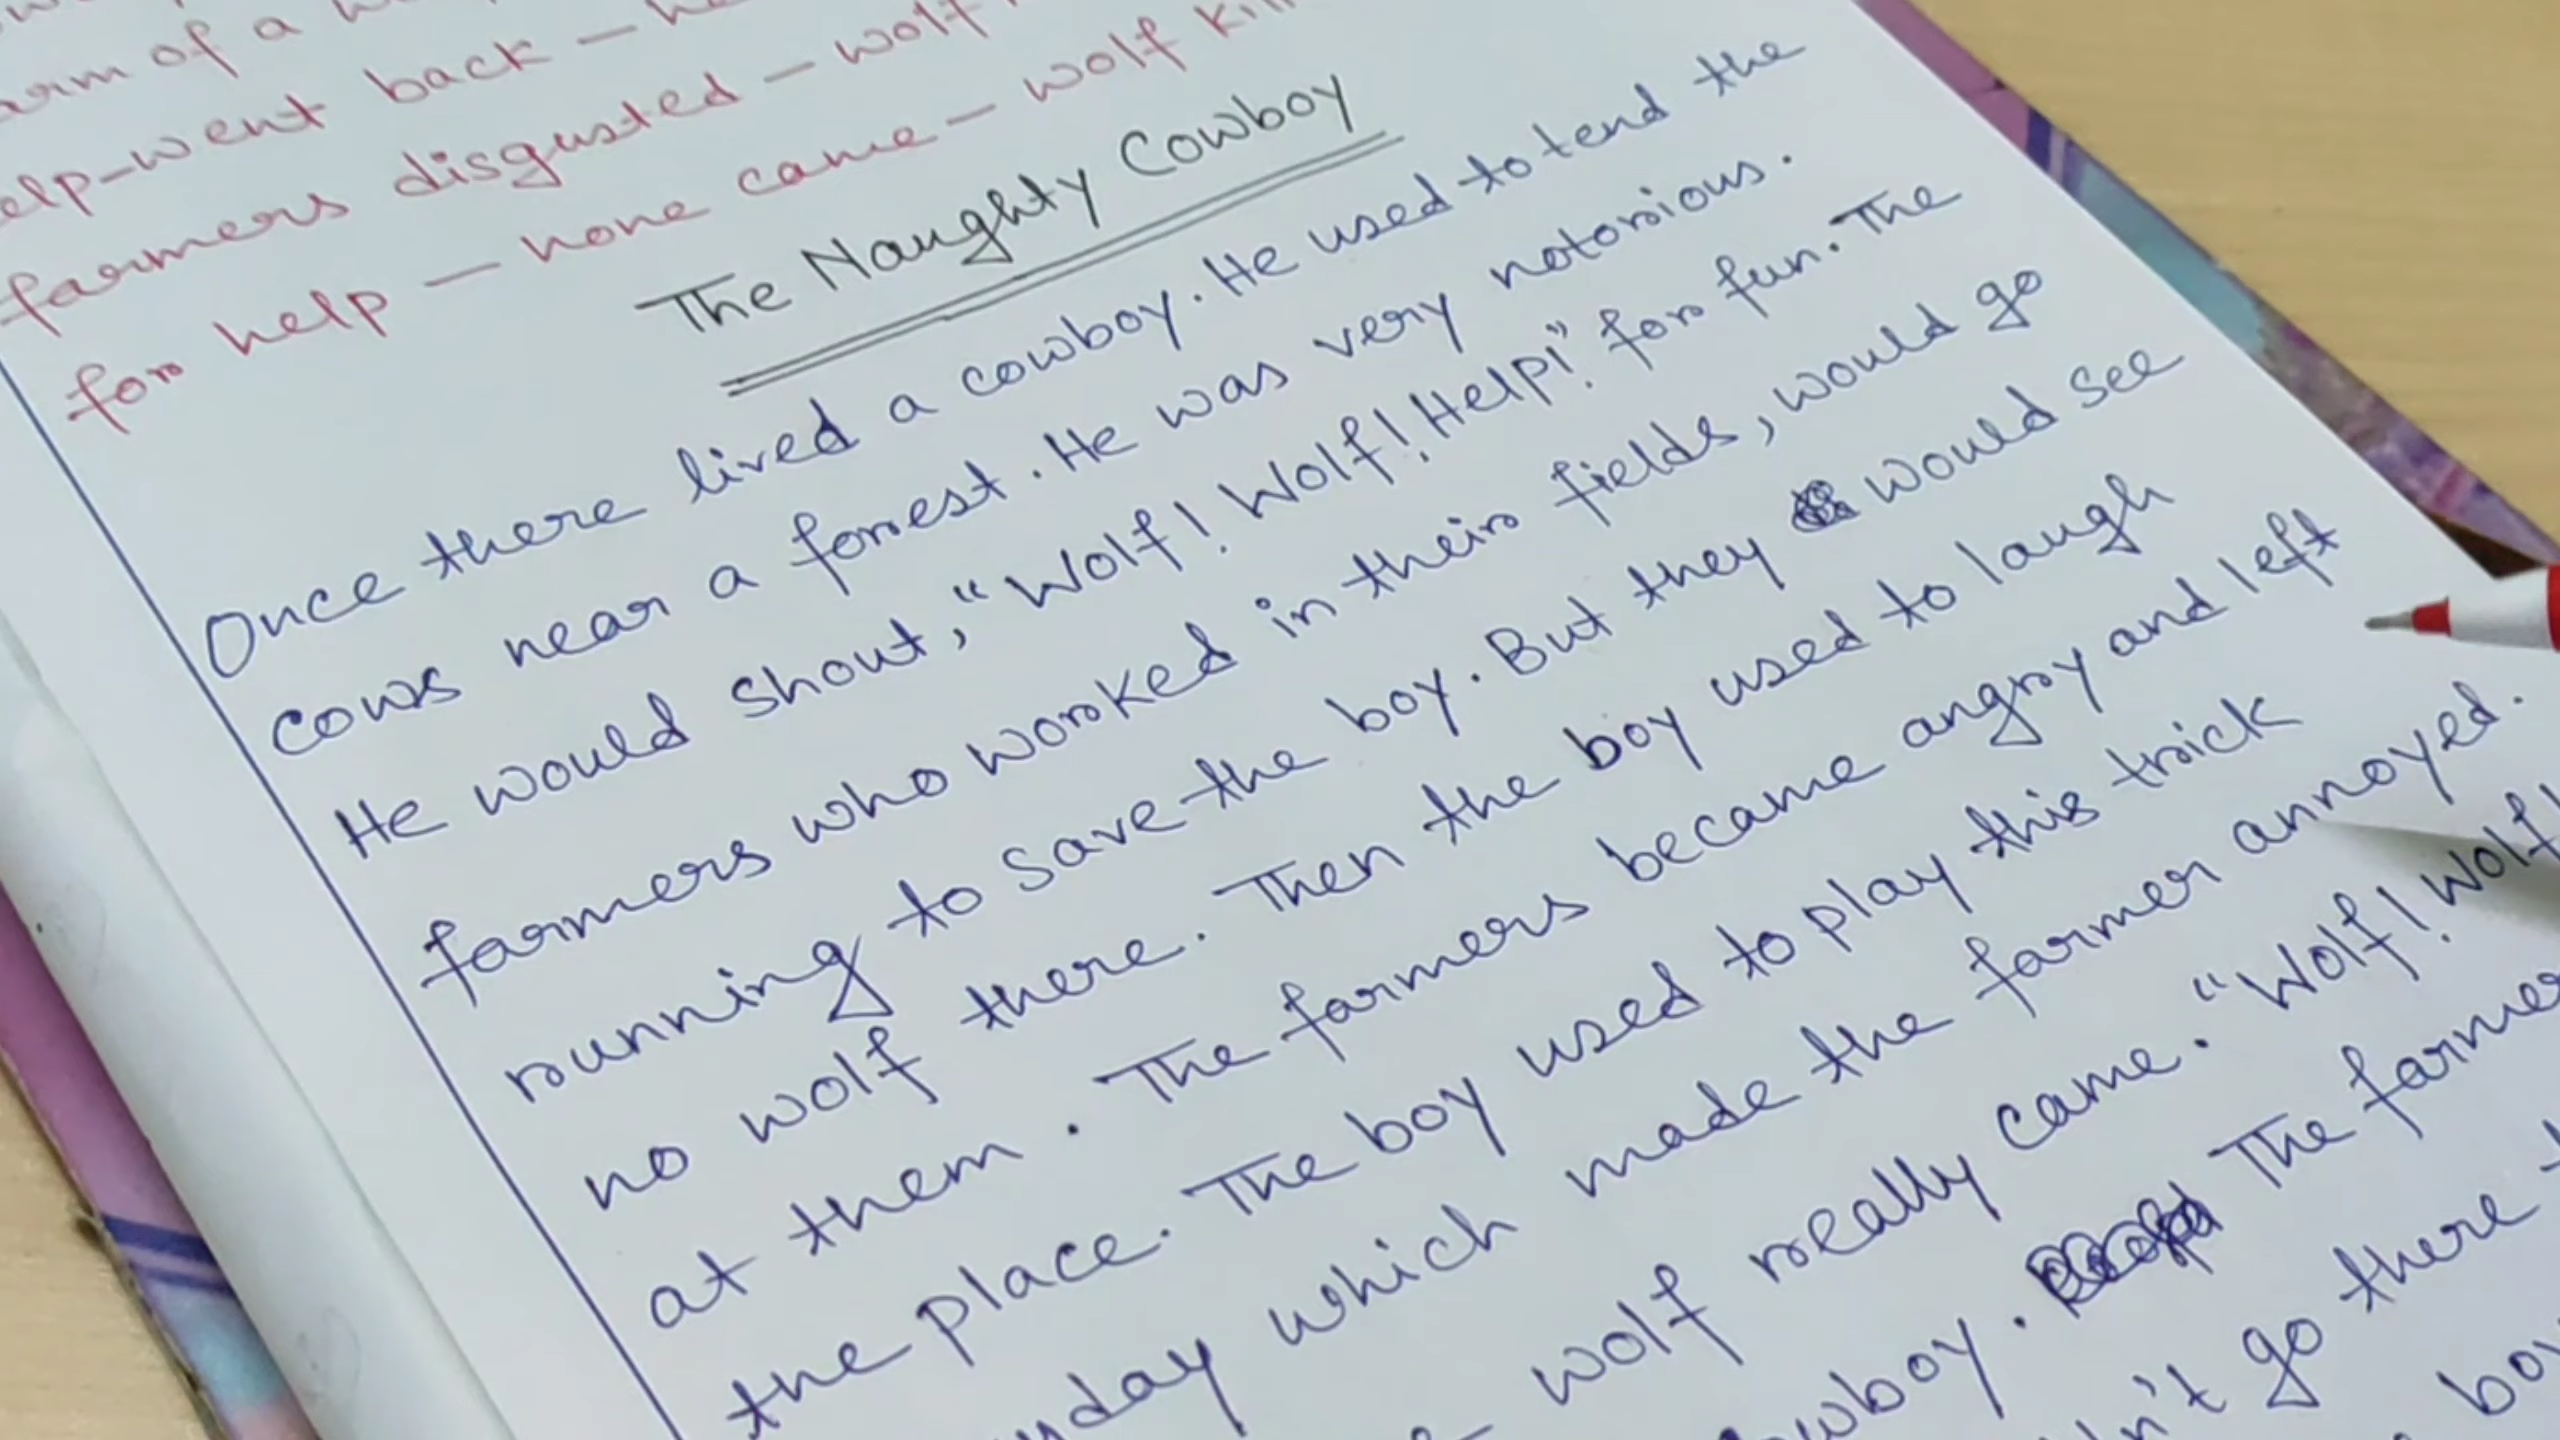 of a
help-went back —
farmers disgusted — wolf
for help — none came — wolf
The Naughty Cowboy
Once there lived a cowboy. He used to tend the
cows near a forest. He was very notorious.
He would shout, "Wolf! Wolf! Help!" for fun. The
farmers who worked in their fields, would go
running to save the boy. But they would see
no wolf there. Then the boy used to laugh
at them. The farmers became angry and left
the place. The boy used to play this trick
which made the farmer annoyed.
wolf really came. "Wolf! Wolf!
The farmer
go there